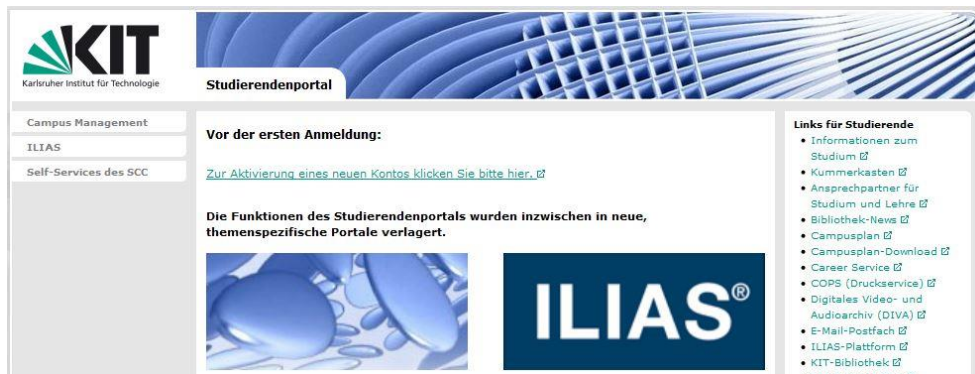 KIT
Karlsruher Institut für Technologie
Studierendenportal
Campus Management
ILIAS
Self-Services des SCC
Vor der ersten Anmeldung:
Zur Aktivierung eines neuen Kontos klicken Sie bitte hier.
Die Funktionen des Studierendenportals wurden inzwischen in neue,
themenspezifische Portale verlagert.
ILIAS®
Links für Studierende
• Informationen zum
Studium
• Kummerkasten
• Ansprechpartner für
Studium und Lehre
• Bibliothek-News
• Campusplan
• Campusplan-Download
• Career Service
• COPS (Druckservice)
• Digitales Video- und
Audioarchiv (DIVA)
• E-Mail-Postfach
• ILIAS-Plattform
• KIT-Bibliothek